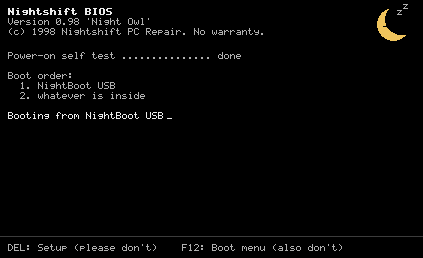 Nightshift BIOS
Version 0.98 'Night Owl'
(c) 1998 Nightshift PC Repair. No warranty.
z z
Power-on self test ............... done
Boot order:
1. NightBoot USB
2. whatever is inside
Booting from NightBoot USB_
DEL: Setup (please don't)    F12: Boot menu (also don't)